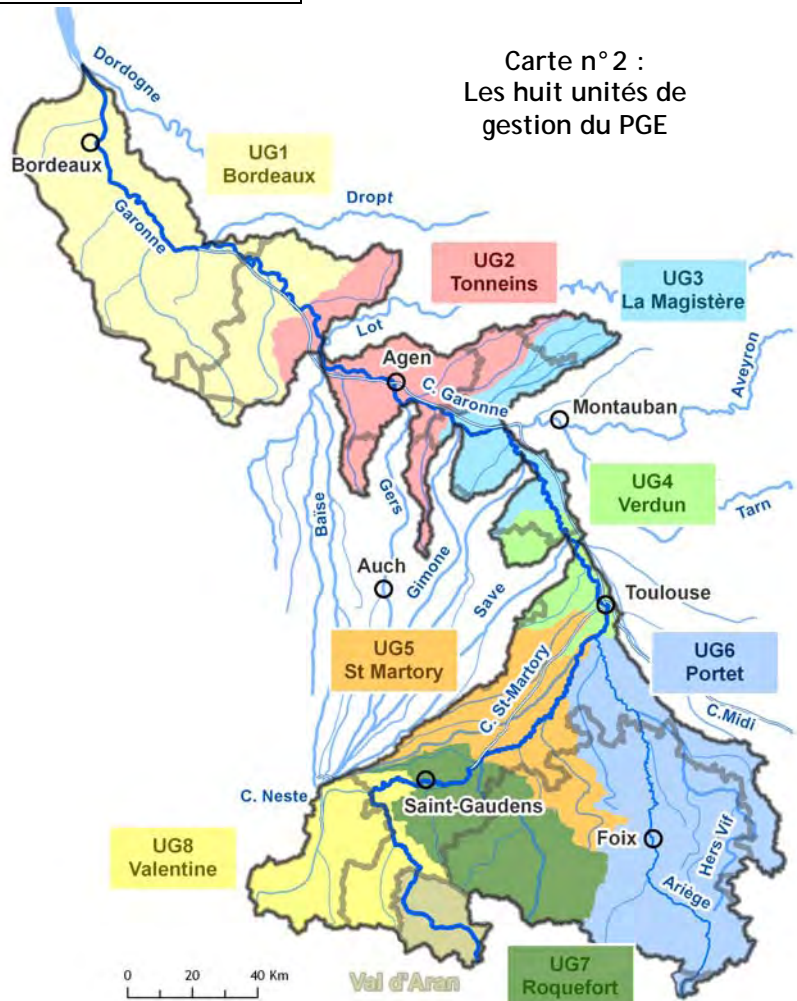 Carte n°2 :
Les huit unités de
gestion du PGE
Dordogne
Bordeaux
UG1
Bordeaux
Garonne
Dropt
UG2
Tonneins
UG3
La Magistère
Lot
Agen
C. Garonne
Aveyron
Montauban
UG4
Verdun
Tarn
Baïse
Gers
Gimone
Auch
Save
Toulouse
UG5
St Martory
C. St-Martory
UG6
Portet
C.Midi
C. Neste
Saint-Gaudens
Foix
Hers Vif
Ariège
UG8
Valentine
0 20 40 Km
Val d'Aran
UG7
Roquefort